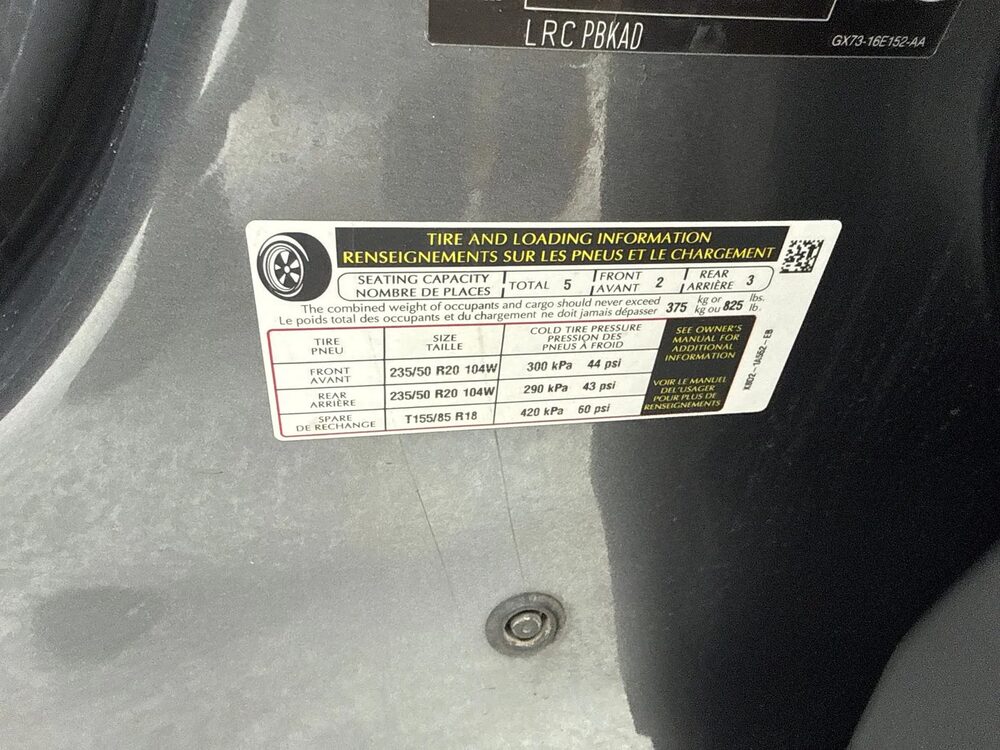 LRC PBKAD
GX73-16E152-AA
TIRE AND LOADING INFORMATION
RENSEIGNEMENTS SUR LES PNEUS ET LE CHARGEMENT
SEATING CAPACITY
NOMBRE DE PLACES
TOTAL 5
FRONT
AVANT 2
REAR
ARRIÈRE 3
The combined weight of occupants and cargo should never exceed
Le poids total des occupants et du chargement ne doit jamais dépasser
375 kg or
kg ou 825 lbs.
lb.
TIRE
PNEU
SIZE
TAILLE
COLD TIRE PRESSURE
PRESSION DES
PNEUS À FROID
FRONT
AVANT
235/50 R20 104W
300 kPa 44 psi
REAR
ARRIÈRE
235/50 R20 104W
290 kPa 43 psi
SPARE
DE RECHANGE
T155/85 R18
420 kPa 60 psi
SEE OWNER'S
MANUAL FOR
ADDITIONAL
INFORMATION
VOIR LE MANUEL
DEL'USAGER
POUR PLUS DE
RENSEIGNEMENTS